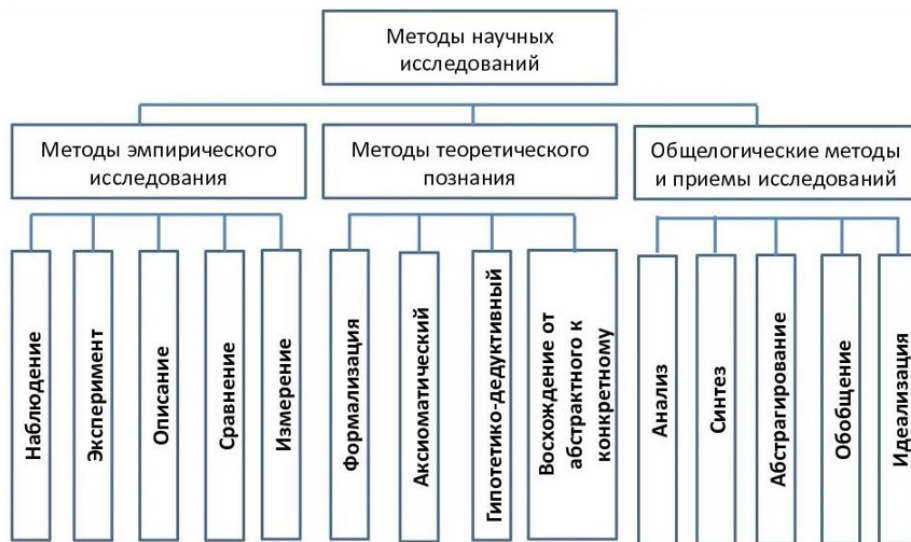 Методы научных
исследований
Методы эмпирического
исследования
Методы теоретического
познания
Общелогические методы
и приемы исследований
Наблюдение
Эксперимент
Описание
Сравнение
Измерение
Формализация
Аксиоматический
Гипотетико-дедуктивный
Восхождение от
абстрактного к
конкретному
Анализ
Синтез
Абстрагирование
Обобщение
Идеализация